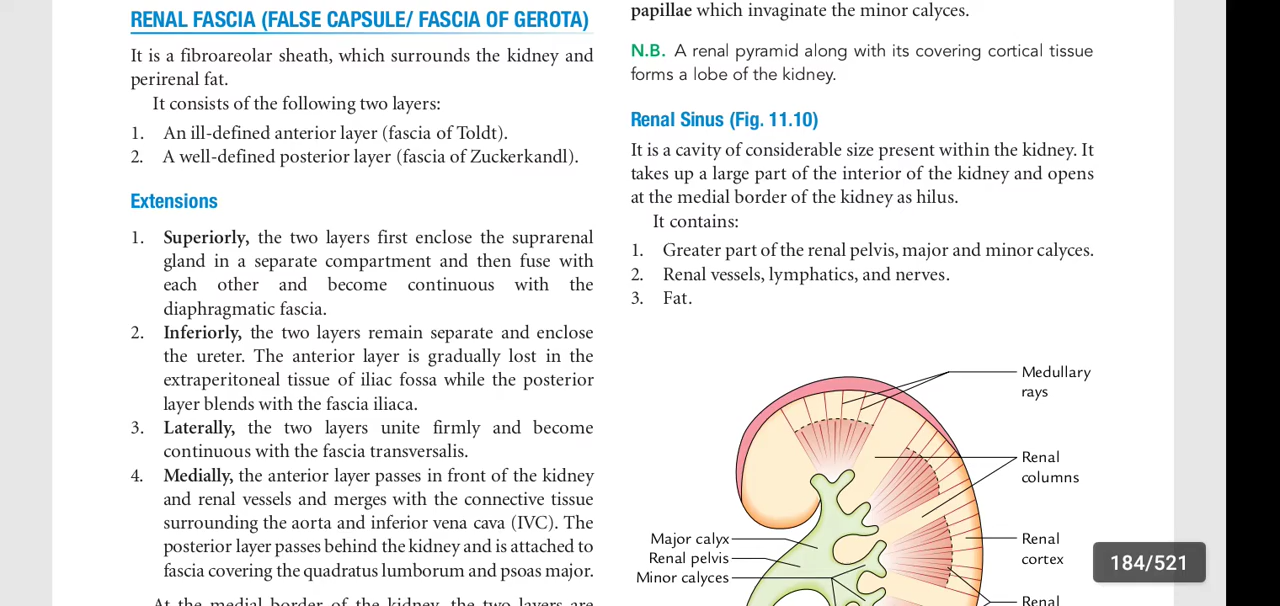 RENAL FASCIA (FALSE CAPSULE/ FASCIA OF GEROTA)
It is a fibroareolar sheath, which surrounds the kidney and
perirenal fat.
It consists of the following two layers:
1. An ill-defined anterior layer (fascia of Toldt).
2. A well-defined posterior layer (fascia of Zuckerkandl).
Extensions
1. Superiorly, the two layers first enclose the suprarenal
gland in a separate compartment and then fuse with
each other and become continuous with the
diaphragmatic fascia.
2. Inferiorly, the two layers remain separate and enclose
the ureter. The anterior layer is gradually lost in the
extraperitoneal tissue of iliac fossa while the posterior
layer blends with the fascia iliaca.
3. Laterally, the two layers unite firmly and become
continuous with the fascia transversalis.
4. Medially, the anterior layer passes in front of the kidney
and renal vessels and merges with the connective tissue
surrounding the aorta and inferior vena cava (IVC). The
posterior layer passes behind the kidney and is attached to
fascia covering the quadratus lumborum and psoas major.
At the medial border of the kidney, the two layers are
papillae which invaginate the minor calyces.
N.B. A renal pyramid along with its covering cortical tissue
forms a lobe of the kidney.
Renal Sinus (Fig. 11.10)
It is a cavity of considerable size present within the kidney. It
takes up a large part of the interior of the kidney and opens
at the medial border of the kidney as hilus.
It contains:
1. Greater part of the renal pelvis, major and minor calyces.
2. Renal vessels, lymphatics, and nerves.
3. Fat.
Medullary
rays
Renal
columns
Major calyx
Renal pelvis
Minor calyces
Renal
cortex
Renal
184/521